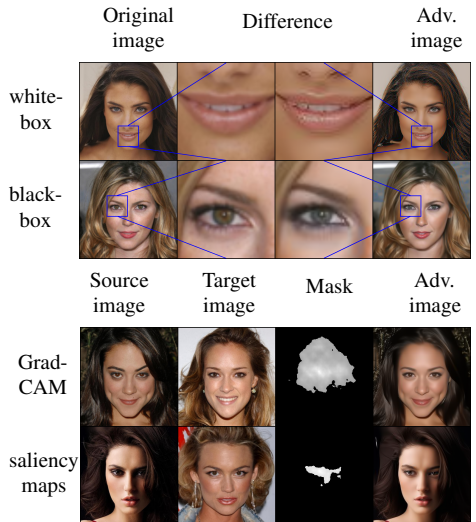 Original image
Difference
Adv. image
white-box
black-box
Source image
Target image
Mask
Adv. image
Grad-CAM
saliency maps